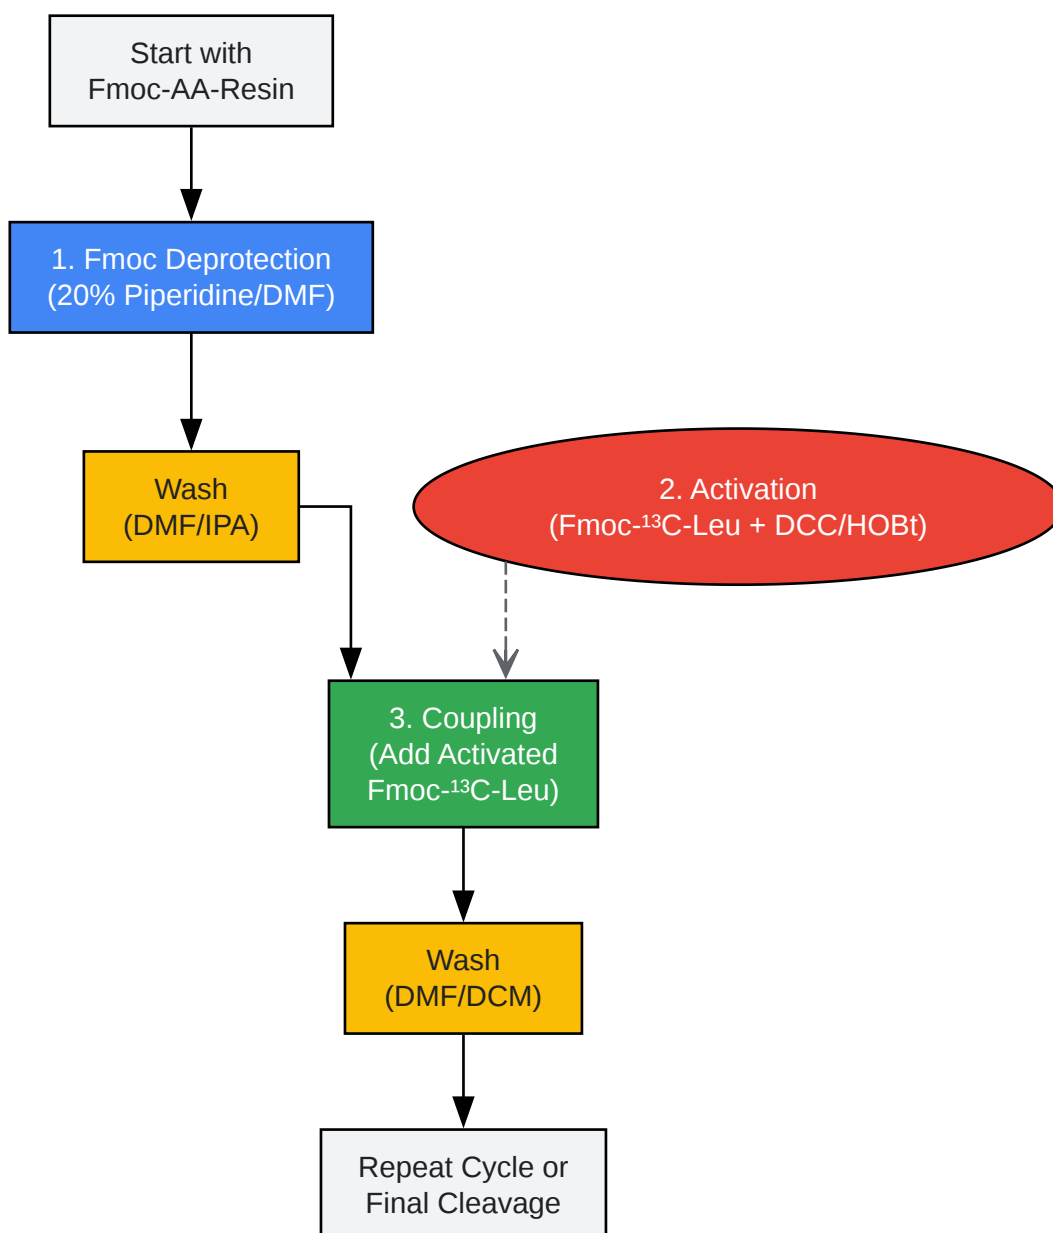 Start with
Fmoc-AA-Resin
1. Fmoc Deprotection
(20% Piperidine/DMF)
Wash
(DMF/IPA)
2. Activation
(Fmoc-¹³C-Leu + DCC/HOBt)
3. Coupling
(Add Activated
Fmoc-¹³C-Leu)
Wash
(DMF/DCM)
Repeat Cycle or
Final Cleavage